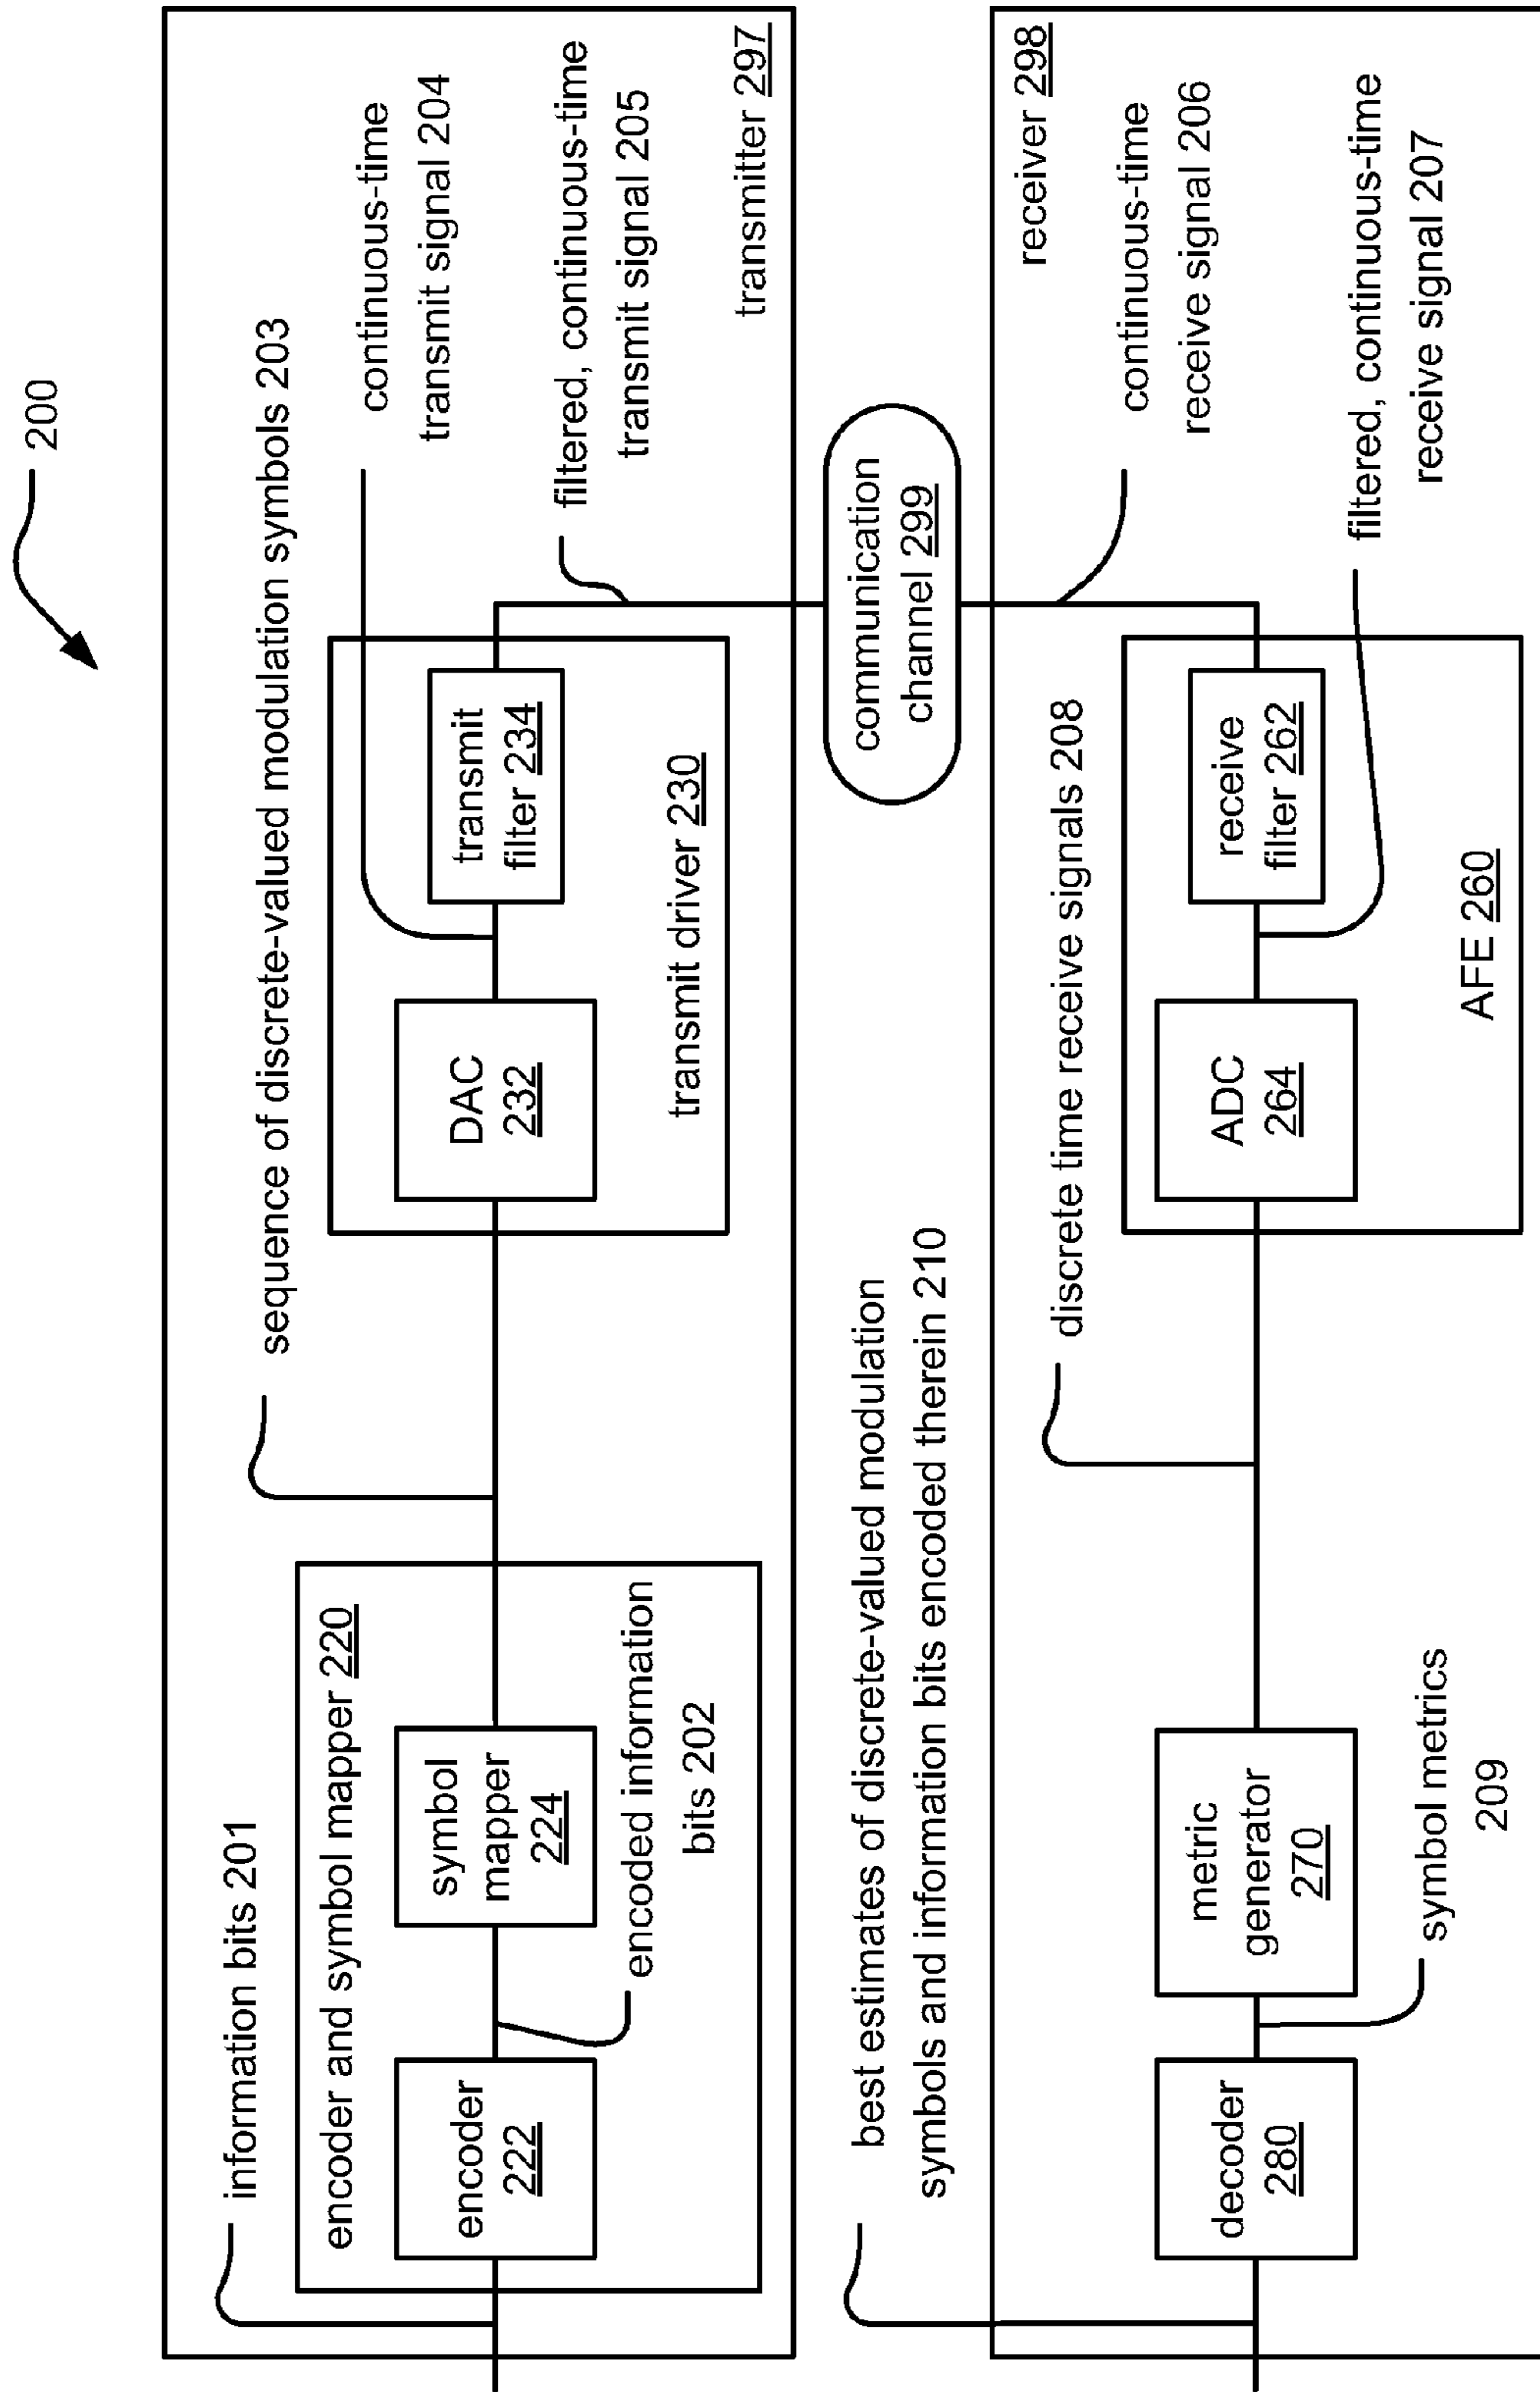 200
information bits 201
sequence of discrete-valued modulation symbols 203
continuous-time
transmit signal 204
encoder and symbol mapper 220
encoder
222
symbol
mapper
224
encoded information
bits 202
DAC
232
transmit
filter 234
transmit driver 230
filtered, continuous-time
transmit signal 205
transmitter 297
communication
channel 299
best estimates of discrete-valued modulation
symbols and information bits encoded therein 210
discrete time receive signals 208
receiver 298
continuous-time
receive signal 206
decoder
280
metric
generator
270
symbol metrics
209
ADC
264
receive
filter 262
AFE 260
filtered, continuous-time
receive signal 207